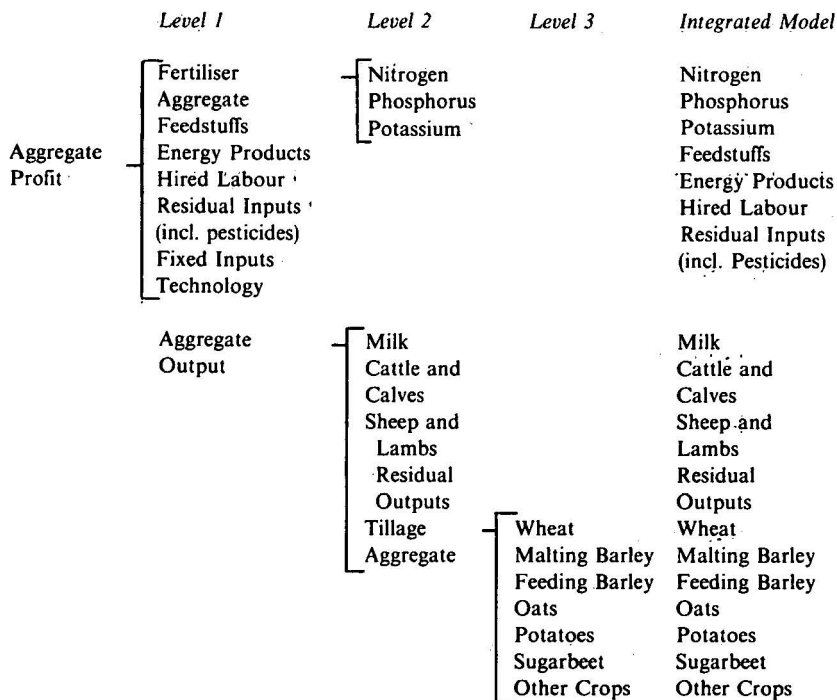 Level 1 Level 2 Level 3 Integrated Model
Fertiliser Nitrogen Nitrogen
Aggregate Phosphorus Phosphorus
Feedstuffs Potassium Potassium
Aggregate Energy Products Feedstuffs
Profit Hired Labour Energy Products
Residual Inputs Hired Labour
(incl. pesticides) Residual Inputs
Fixed Inputs (incl. Pesticides)
Technology
Aggregate Milk Milk
Output Cattle and Cattle and
Calves Calves
Sheep and Sheep and
Lambs Lambs
Residual Residual
Outputs Outputs
Tillage Wheat Wheat
Aggregate Malting Barley Malting Barley
Feeding Barley Feeding Barley
Oats Oats
Potatoes Potatoes
Sugarbeet Sugarbeet
Other Crops Other Crops